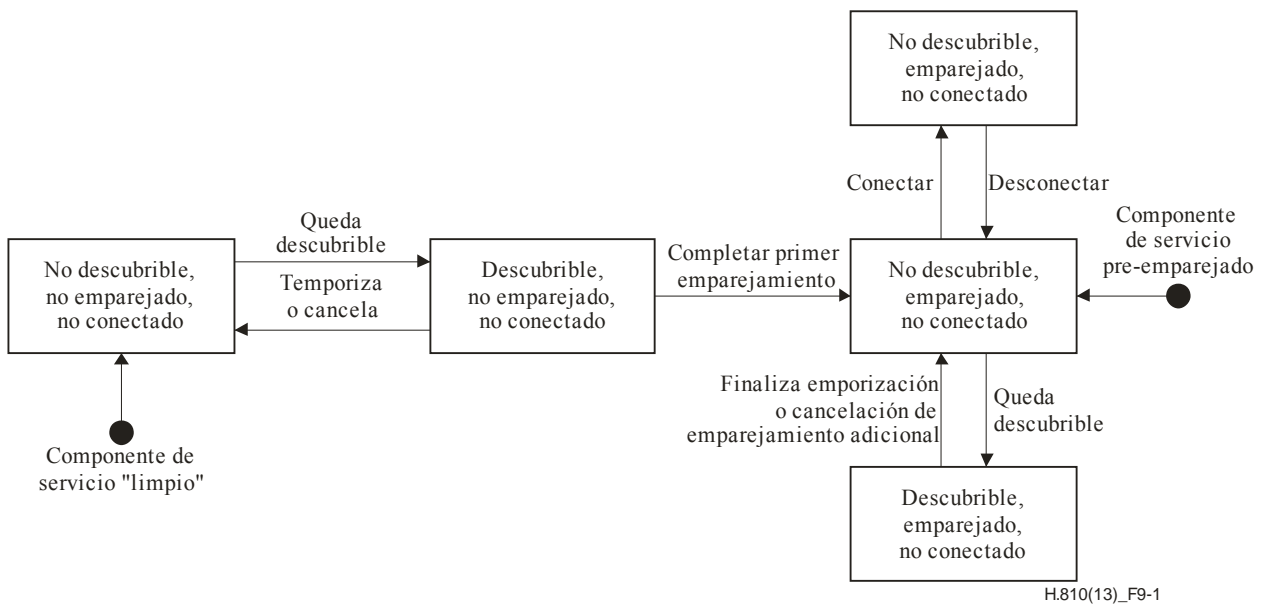 No descubrible,
emparejado,
no conectado
Conectar
Desconectar
Componente
de servicio
pre-emparejado
Queda
descubrible
Temporiza
o cancela
No descubrible,
no emparejado,
no conectado
Descubrible,
no emparejado,
no conectado
Completar primer
emparejamiento
No descubrible,
emparejado,
no conectado
Finaliza emporización
o cancelación de
emparejamiento adicional
Queda
descubrible
Componente de
servicio "limpio"
Descubrible,
emparejado,
no conectado
H.810(13)_F9-1